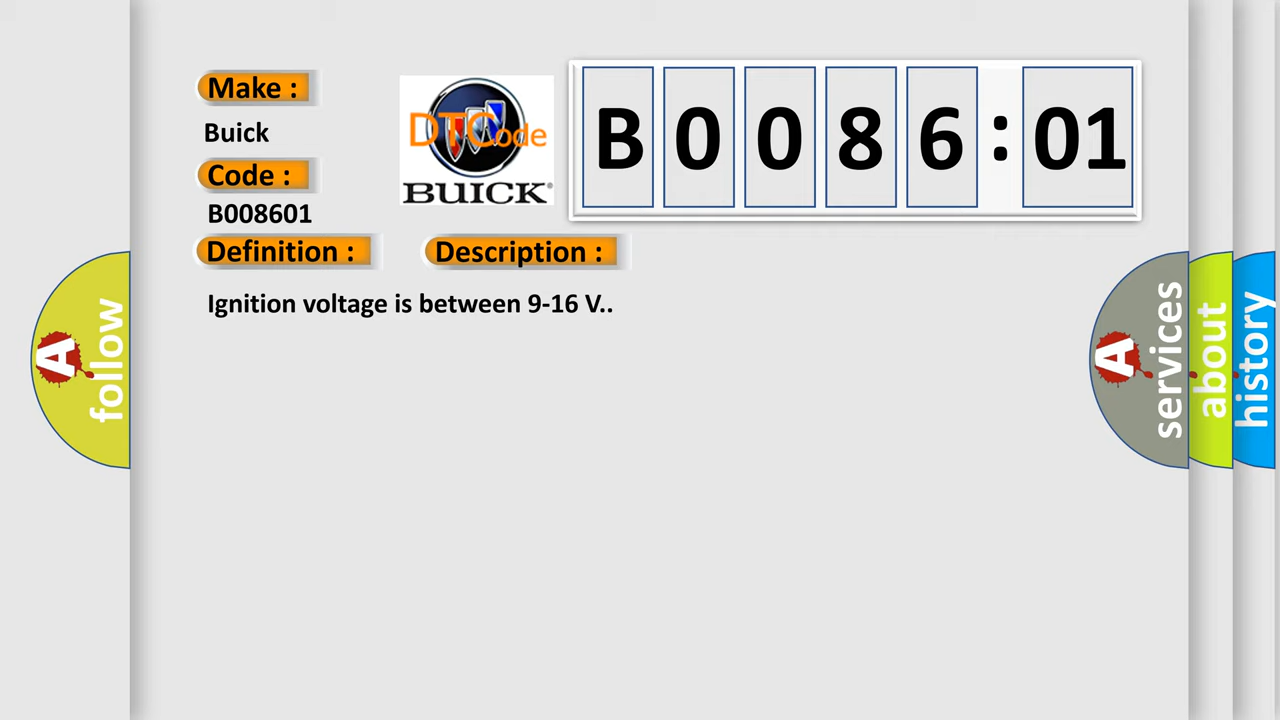 Make :
Buick
Code :
B008601
Definition :
Description :
Ignition voltage is between 9-16 V..
DTCode
BUICK®
B0086:01
A
follow
A
services
about
history